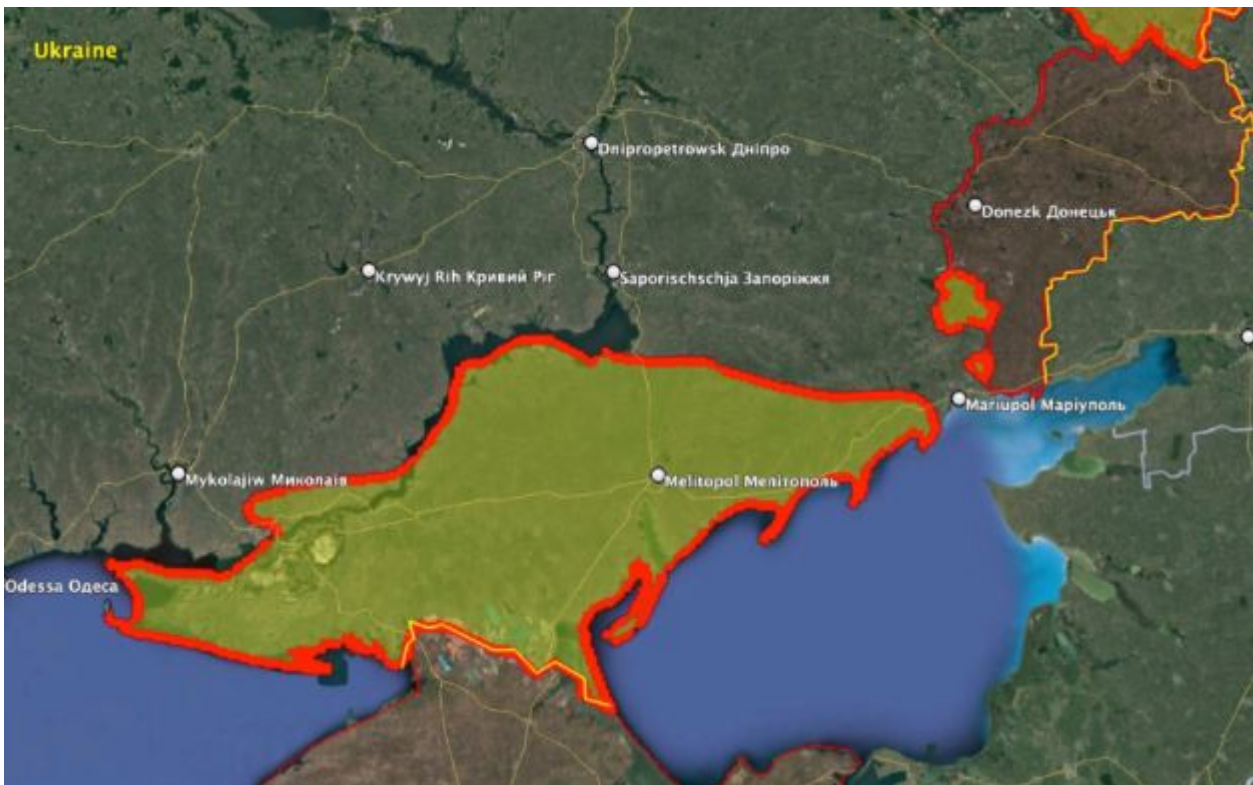 Ukraine
Dnipropetrowsk Дніпро
Donezk Донецьк
Krywyj Rih Кривий Ріг
Saporischschja Запоріжжя
Mariupol Маріуполь
Mykolajiw Миколаїв
Melitopol Мелітополь
Odessa Одеса